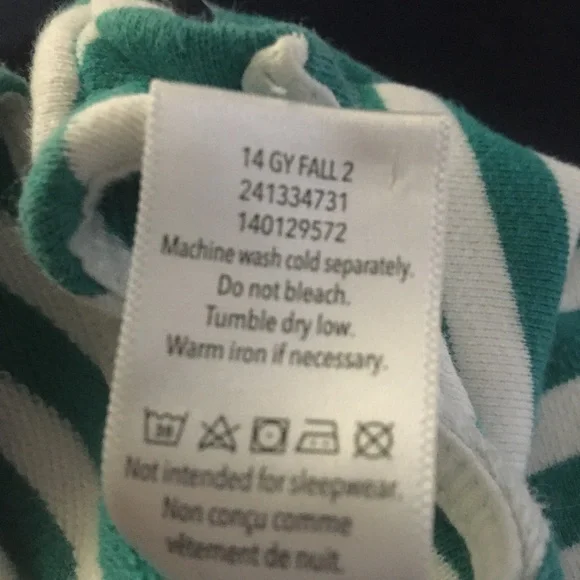 14 GY FALL 2
241334731
140129572
Machine wash cold separately.
Do not bleach.
Tumble dry low.
Warm iron if necessary.
30
Not intended for sleepwear.
Non conçu comme
vêtement de nuit.